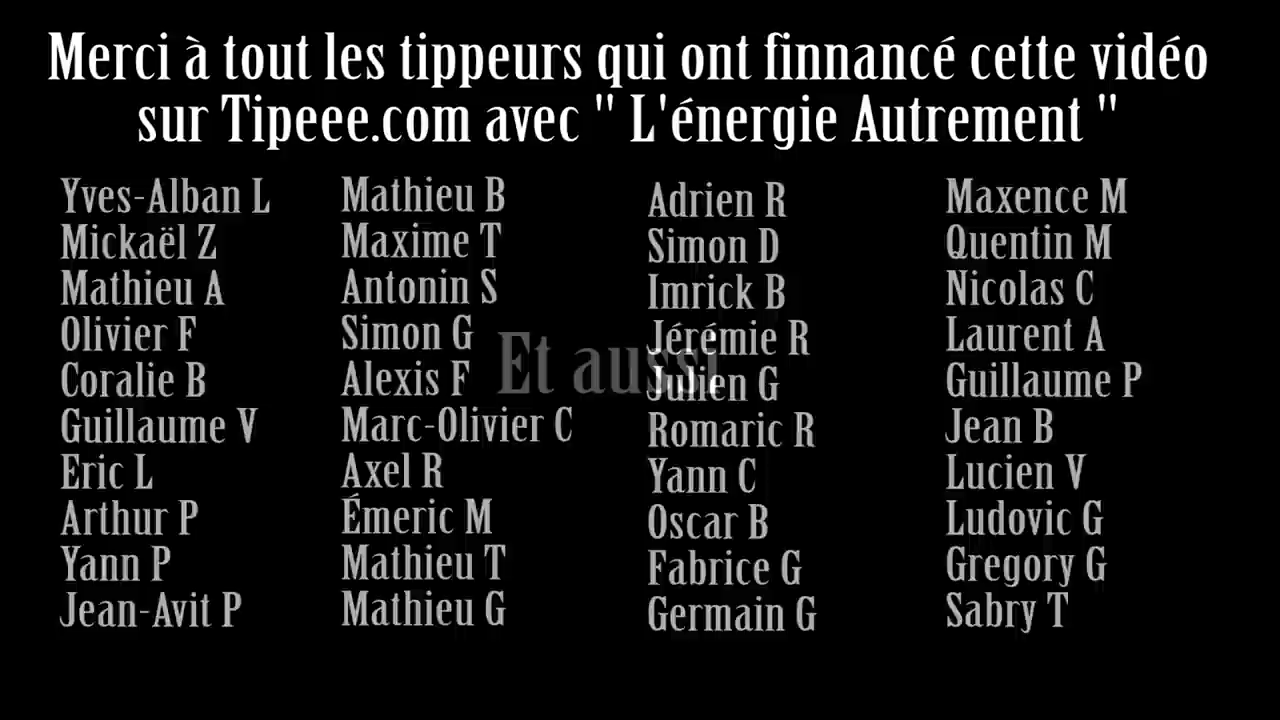 Merci à tout les tippeurs qui ont finnancé cette vidéo
sur Tipeee.com avec " L'énergie Autrement "
Yves-Alban L
Mickaël Z
Mathieu A
Olivier F
Coralie B
Guillaume V
Eric L
Arthur P
Yann P
Jean-Avit P
Mathieu B
Maxime T
Antonin S
Simon G
Alexis F
Marc-Olivier C
Axel R
Émeric M
Mathieu T
Mathieu G
Et aussi
Adrien R
Simon D
Imrick B
Jérémie R
Julien G
Romaric R
Yann C
Oscar B
Fabrice G
Germain G
Maxence M
Quentin M
Nicolas C
Laurent A
Guillaume P
Jean B
Lucien V
Ludovic G
Gregory G
Sabry T